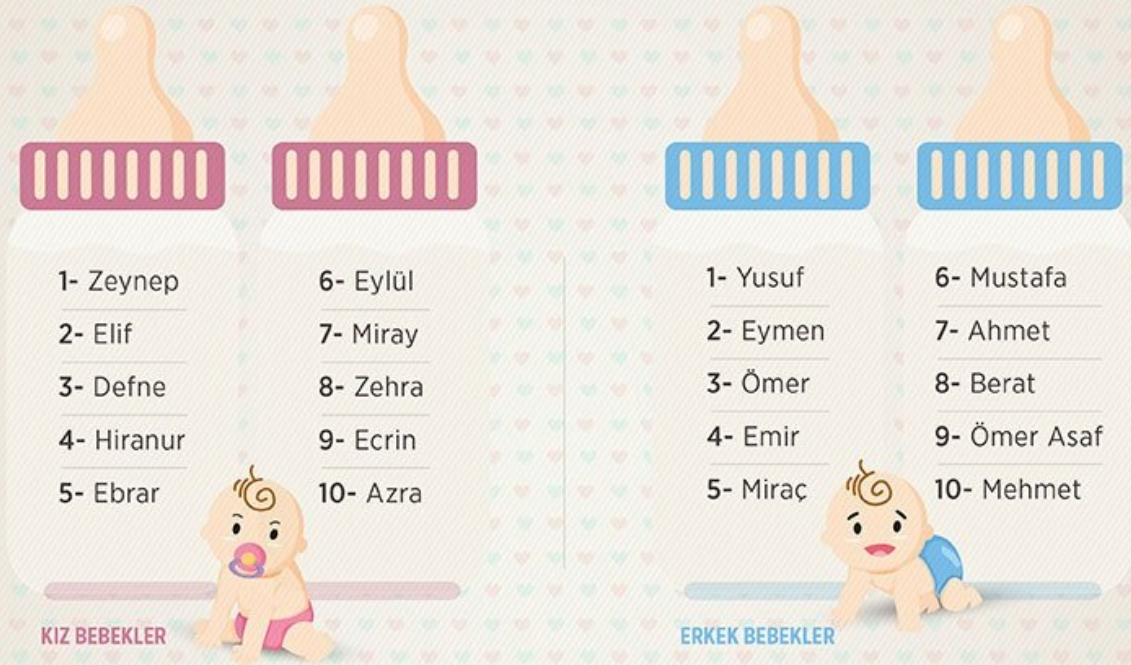 1- Zeynep
2- Elif
3- Defne
4- Hiranur
5- Ebrar
6- Eylül
7- Miray
8- Zehra
9- Ecrin
10- Azra
KIZ BEBEKLER
1- Yusuf
2- Eymen
3- Ömer
4- Emir
5- Miraç
6- Mustafa
7- Ahmet
8- Berat
9- Ömer Asaf
10- Mehmet
ERKEK BEBEKLER